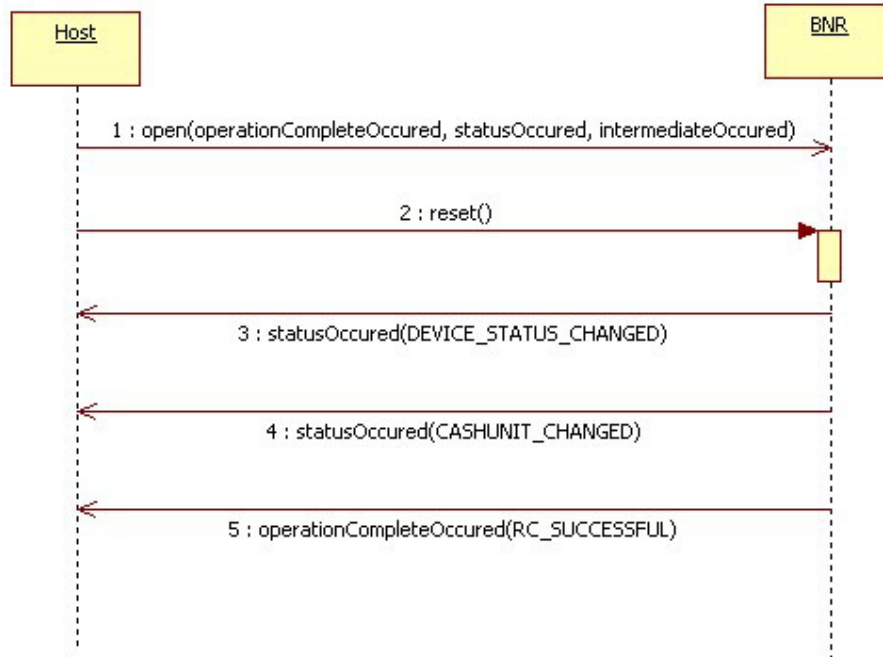 Host
BNR
1 : open(operationCompleteOccured, statusOccured, intermediateOccured)
2 : reset()
3 : statusOccured(DEVICE_STATUS_CHANGED)
4 : statusOccured(CASHUNIT_CHANGED)
5 : operationCompleteOccured(RC_SUCCESSFUL)